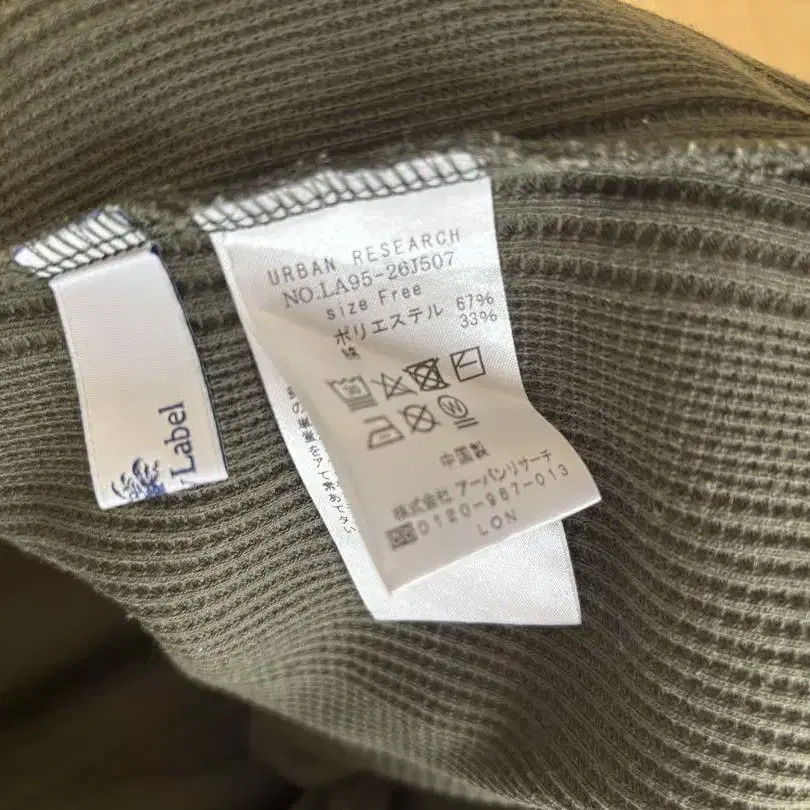 Label
URBAN RESEARCH
NO.LA95-26J507
size Free
ポリエステル 67%
綿 33%
中国製
株式会社 アーバンリサーチ
0120-967-013
LON